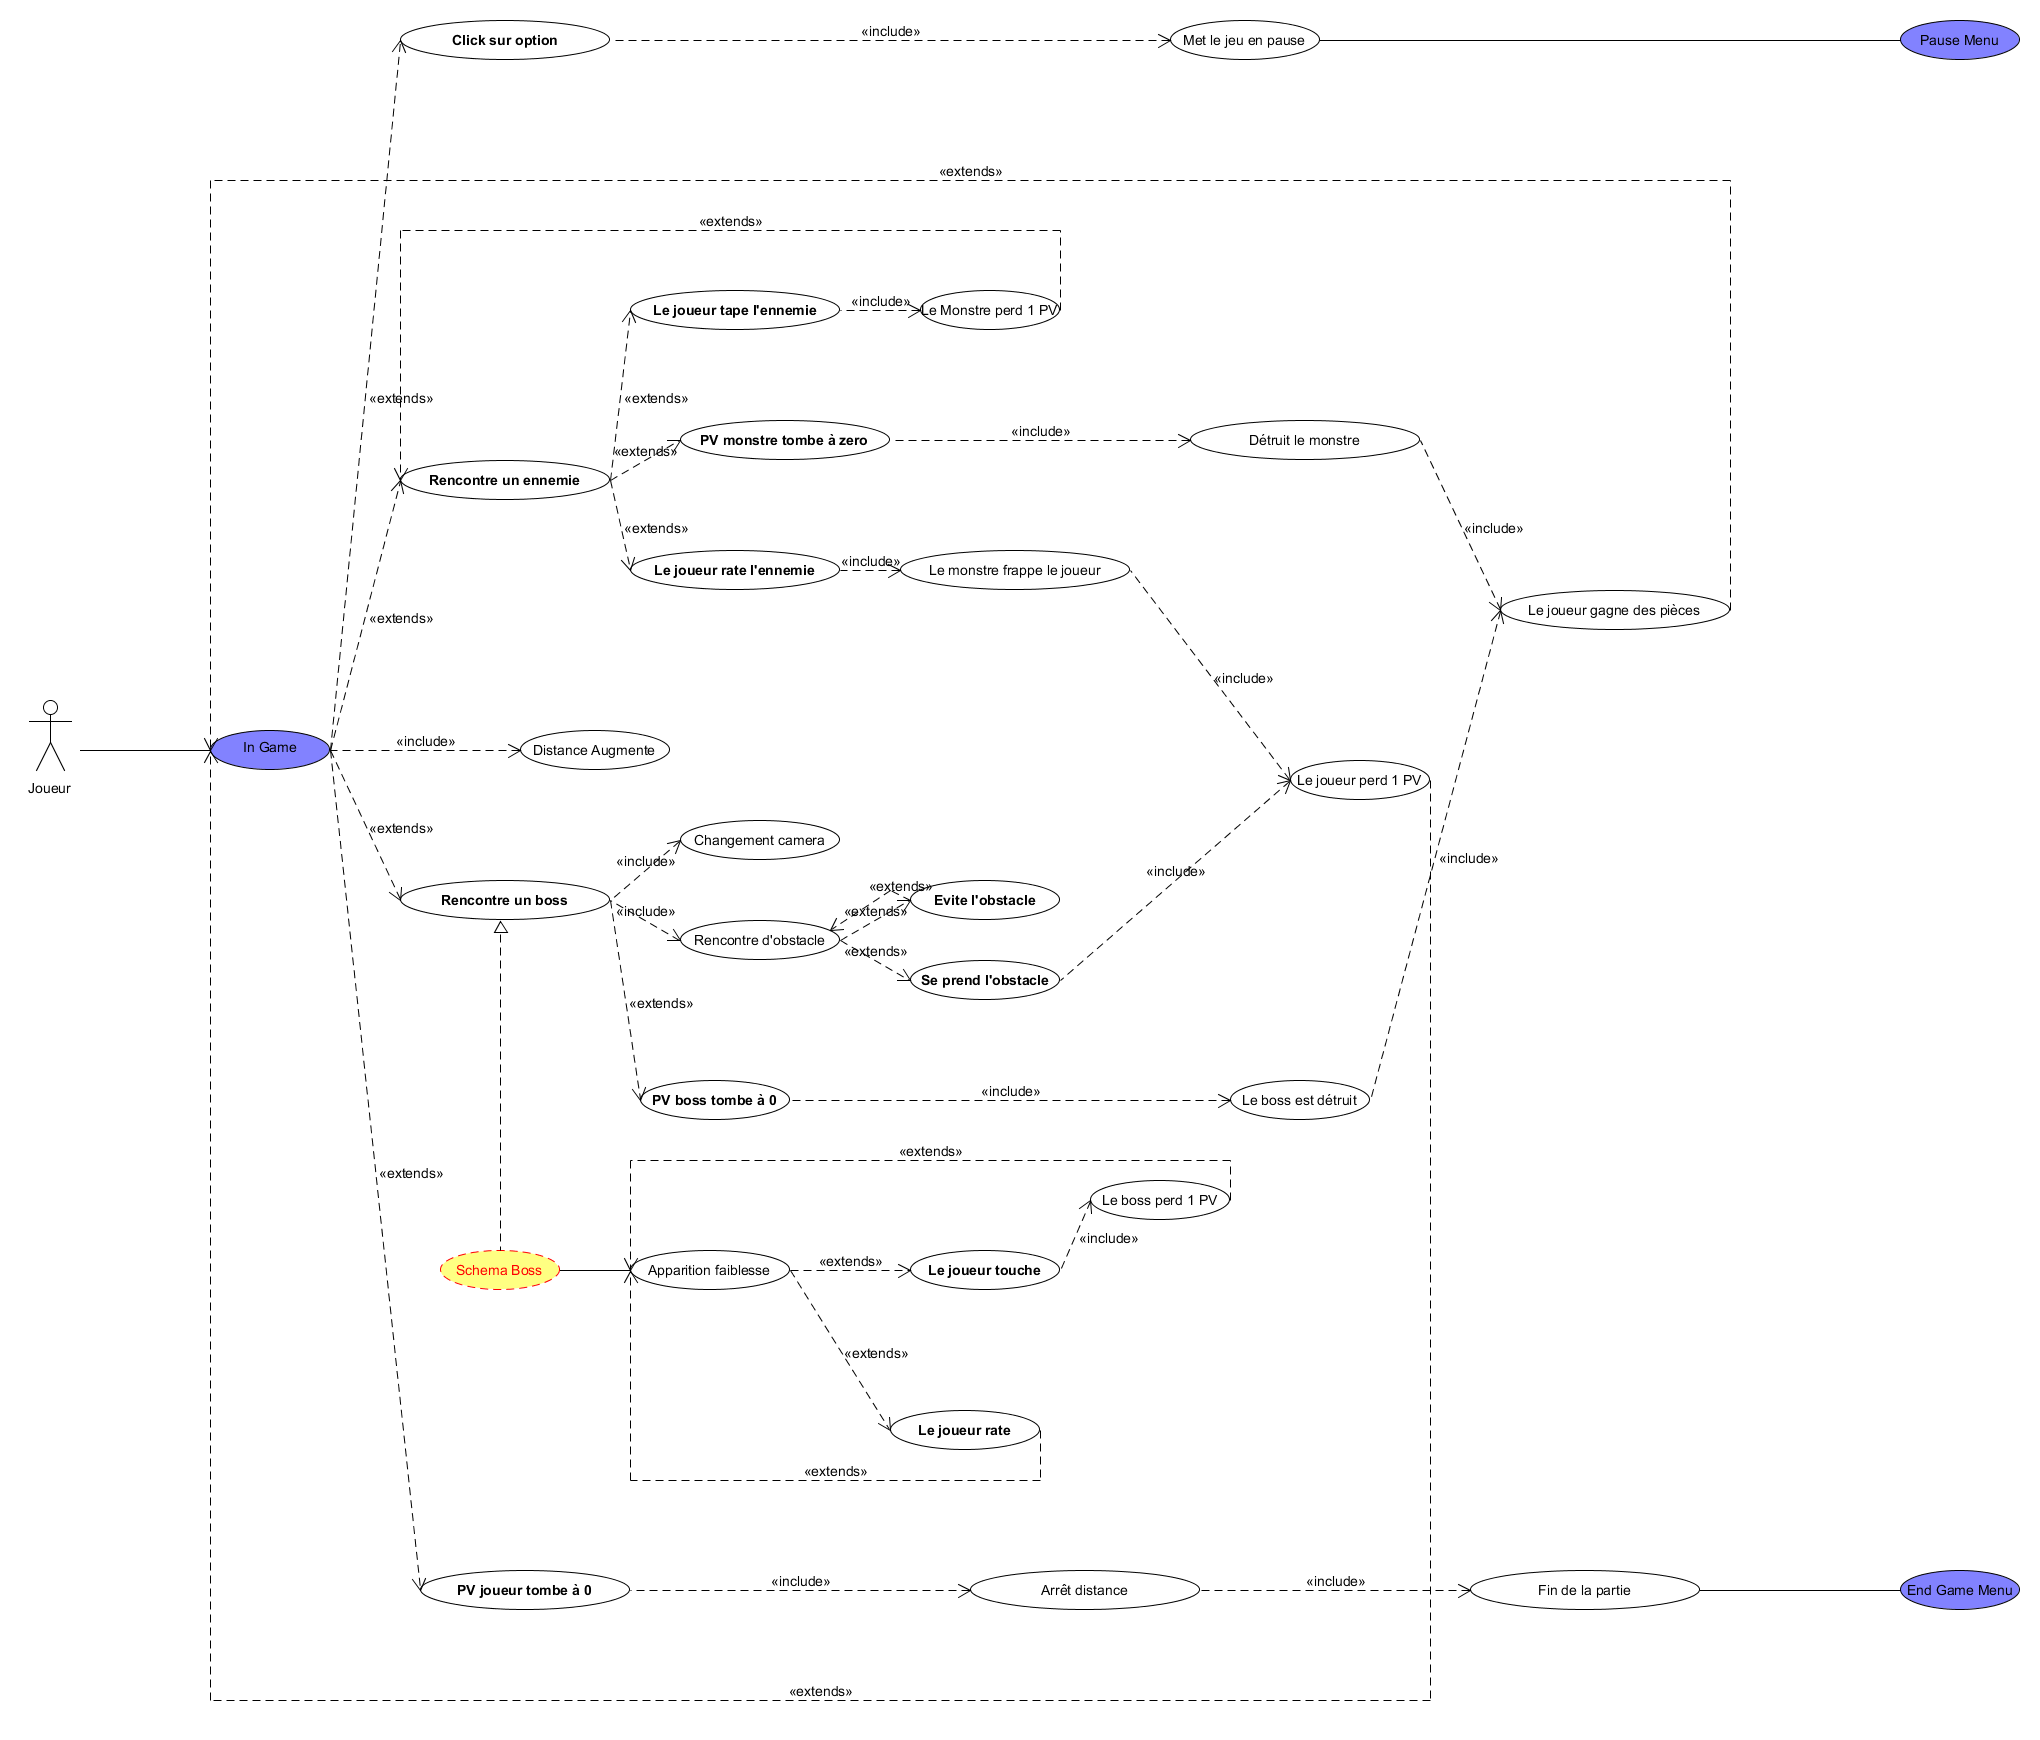 Click sur option
«include»
Met le jeu en pause
Pause Menu
«extends»
«extends»
Le joueur tape l'ennemie
«include»
Le Monstre perd 1 PV
«extends»
«extends»
PV monstre tombe à zero
«include»
Détruit le monstre
«extends»
Rencontre un ennemie
«extends»
«include»
Le joueur rate l'ennemie
«include»
Le monstre frappe le joueur
Le joueur gagne des pièces
«extends»
«include»
Joueur
In Game
«include»
Distance Augmente
Le joueur perd 1 PV
«extends»
Changement camera
«include»
«include»
«include»
Rencontre un boss
«extends»
Evite l'obstacle
«include»
«extends»
Rencontre d'obstacle
«extends»
Se prend l'obstacle
«extends»
PV boss tombe à 0
«include»
Le boss est détruit
«extends»
«extends»
Le boss perd 1 PV
«include»
Schema Boss
Apparition faiblesse
«extends»
Le joueur touche
«extends»
Le joueur rate
«extends»
PV joueur tombe à 0
«include»
Arrêt distance
«include»
Fin de la partie
End Game Menu
«extends»